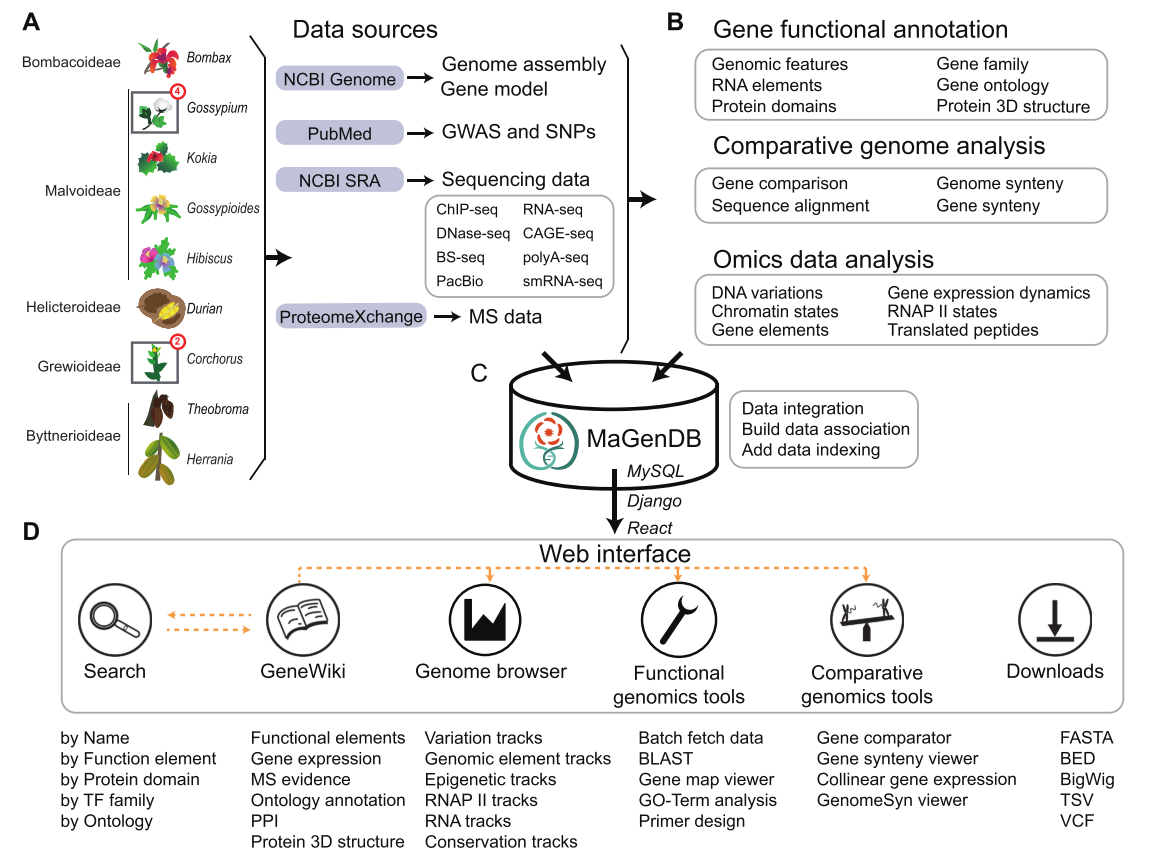 A
Data sources
Bombacoideae
Bombax
4
Gossypium
Kokia
Malvoideae
Gossypioides
Hibiscus
Helicteroideae
Durian
2
Grewioideae
Corchorus
Theobroma
Byttnerioideae
Herrania
NCBI Genome
Genome assembly
Gene model
PubMed
GWAS and SNPs
NCBI SRA
Sequencing data
ChIP-seq RNA-seq
DNase-seq CAGE-seq
BS-seq polyA-seq
PacBio smRNA-seq
ProteomeXchange
MS data
B
Gene functional annotation
Genomic features Gene family
RNA elements Gene ontology
Protein domains Protein 3D structure
Comparative genome analysis
Gene comparison Genome synteny
Sequence alignment Gene synteny
Omics data analysis
DNA variations Gene expression dynamics
Chromatin states RNAP II states
Gene elements Translated peptides
C
MaGenDB
MySQL
Django
React
Data integration
Build data association
Add data indexing
D
Web interface
Search
GeneWiki
Genome browser
Functional
genomics tools
Comparative
genomics tools
Downloads
by Name
by Function element
by Protein domain
by TF family
by Ontology
Functional elements
Gene expression
MS evidence
Ontology annotation
PPI
Protein 3D structure
Variation tracks
Genomic element tracks
Epigenetic tracks
RNAP II tracks
RNA tracks
Conservation tracks
Batch fetch data
BLAST
Gene map viewer
GO-Term analysis
Primer design
Gene comparator
Gene synteny viewer
Collinear gene expression
GenomeSyn viewer
FASTA
BED
BigWig
TSV
VCF